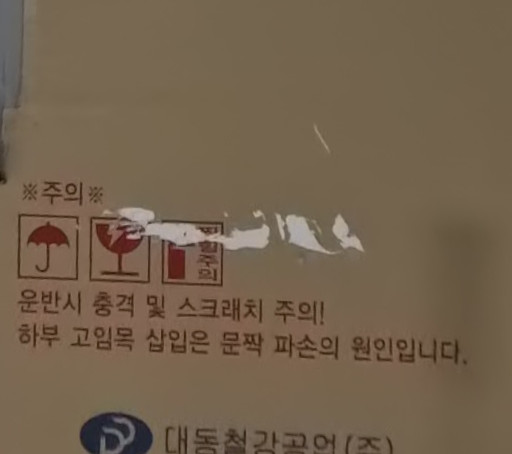 ※주의※
주의
운반시 충격 및 스크래치 주의!
하부 고임목 삽입은 문짝 파손의 원인입니다.
대동철강공업(주)